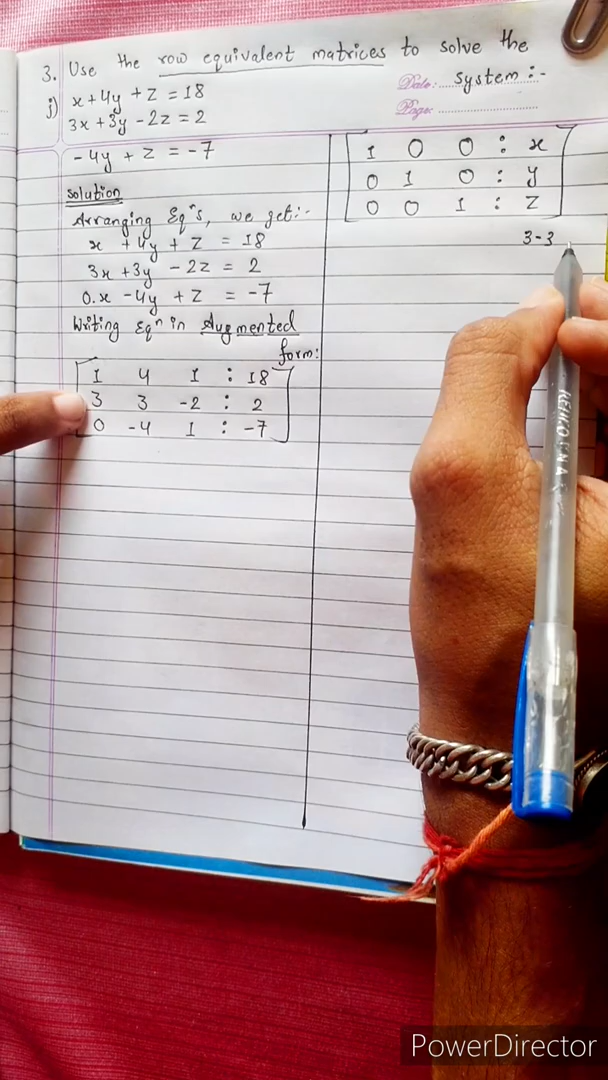 3. Use the row equivalent matrices to solve the
Date: system :-
j) x + 4y + z = 18
Page:
3x + 3y - 2z = 2
- 4y + z = - 7
Solution
Arranging Eqⁿs, we get:-
x + 4y + z = 18
3x + 3y - 2z = 2
0.x - 4y + z = - 7
Writing Eqⁿ in Augmented
form:
1 4 1 : 18
3 3 -2 : 2
0 -4 1 : -7
1 0 0 : x
0 1 0 : y
0 0 1 : z
3-3
PowerDirector